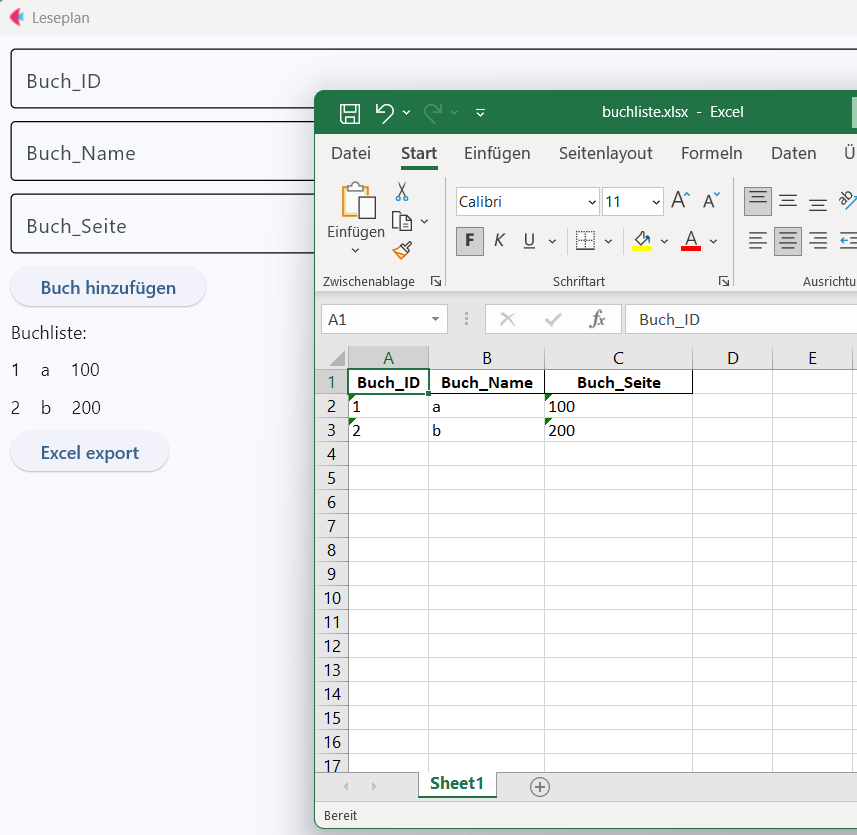 Leseplan
Buch_ID
Buch_Name
Buch_Seite
Buch hinzufügen
Buchliste:
1 a 100
2 b 200
Excel export
buchliste.xlsx - Excel
Datei Start Einfügen Seitenlayout Formeln Daten Ü
Einfügen
Calibri 11 A A
F K U A
Zwischenablage Schriftart Ausrichtu
A1 fx Buch_ID
A B C D E
1 Buch_ID Buch_Name Buch_Seite
2 1 a 100
3 2 b 200
4
5
6
7
8
9
10
11
12
13
14
15
16
17
Sheet1
Bereit